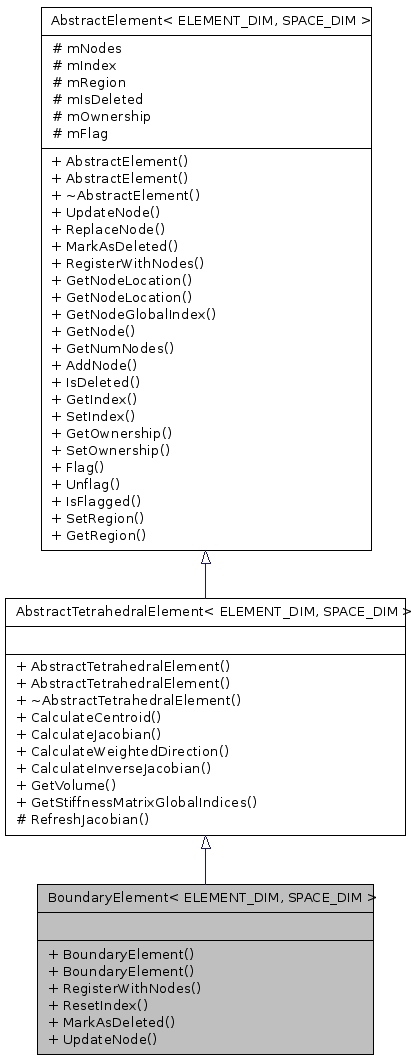 AbstractElement< ELEMENT_DIM, SPACE_DIM >
# mNodes
# mIndex
# mRegion
# mIsDeleted
# mOwnership
# mFlag
+ AbstractElement()
+ AbstractElement()
+ ~AbstractElement()
+ UpdateNode()
+ ReplaceNode()
+ MarkAsDeleted()
+ RegisterWithNodes()
+ GetNodeLocation()
+ GetNodeLocation()
+ GetNodeGlobalIndex()
+ GetNode()
+ GetNumNodes()
+ AddNode()
+ IsDeleted()
+ GetIndex()
+ SetIndex()
+ GetOwnership()
+ SetOwnership()
+ Flag()
+ Unflag()
+ IsFlagged()
+ SetRegion()
+ GetRegion()
AbstractTetrahedralElement< ELEMENT_DIM, SPACE_DIM >
+ AbstractTetrahedralElement()
+ AbstractTetrahedralElement()
+ ~AbstractTetrahedralElement()
+ CalculateCentroid()
+ CalculateJacobian()
+ CalculateWeightedDirection()
+ CalculateInverseJacobian()
+ GetVolume()
+ GetStiffnessMatrixGlobalIndices()
# RefreshJacobian()
BoundaryElement< ELEMENT_DIM, SPACE_DIM >
+ BoundaryElement()
+ BoundaryElement()
+ RegisterWithNodes()
+ ResetIndex()
+ MarkAsDeleted()
+ UpdateNode()